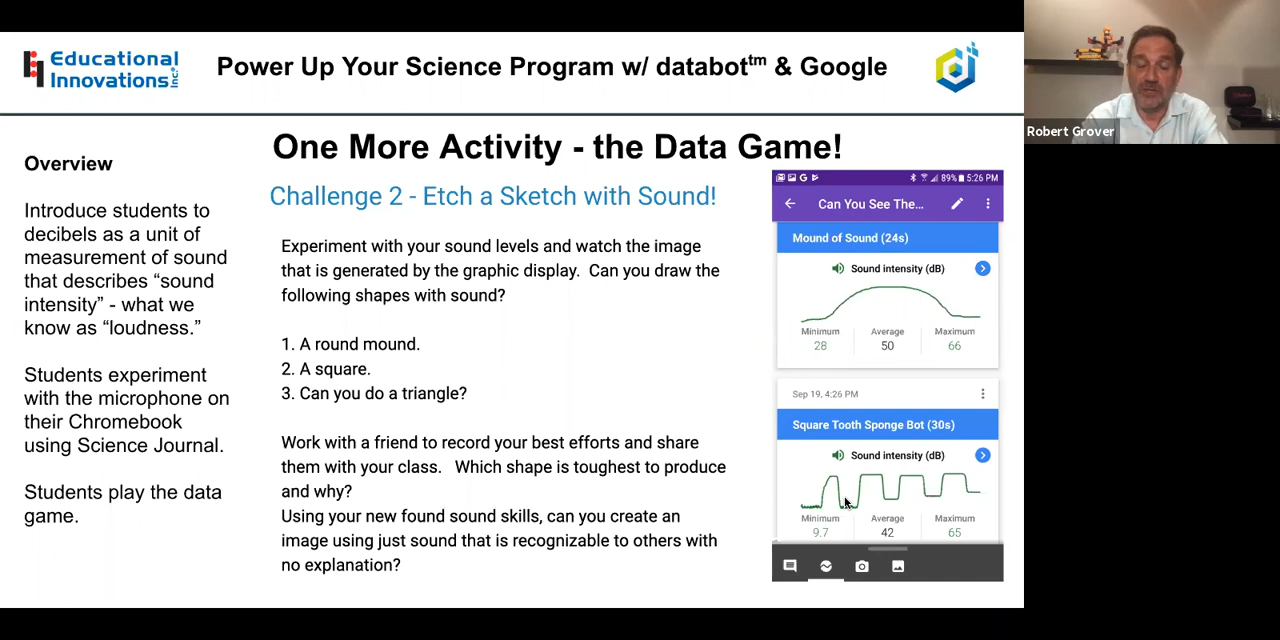 Educational
Innovations Inc.
Power Up Your Science Program w/ databot™ & Google
Robert Grover
One More Activity - the Data Game!
Overview
Introduce students to
decibels as a unit of
measurement of sound
that describes “sound
intensity” - what we
know as “loudness.”
Students experiment
with the microphone on
their Chromebook
using Science Journal.
Students play the data
game.
Challenge 2 - Etch a Sketch with Sound!
Experiment with your sound levels and watch the image
that is generated by the graphic display.  Can you draw the
following shapes with sound?
1. A round mound.
2. A square.
3. Can you do a triangle?
Work with a friend to record your best efforts and share
them with your class.   Which shape is toughest to produce
and why?
Using your new found sound skills, can you create an
image using just sound that is recognizable to others with
no explanation?
G 89% 5:26 PM
Can You See The...
Mound of Sound (24s)
Sound intensity (dB)
Minimum Average Maximum
28 50 66
Sep 19, 4:26 PM
Square Tooth Sponge Bot (30s)
Sound intensity (dB)
Minimum Average Maximum
9.7 42 65